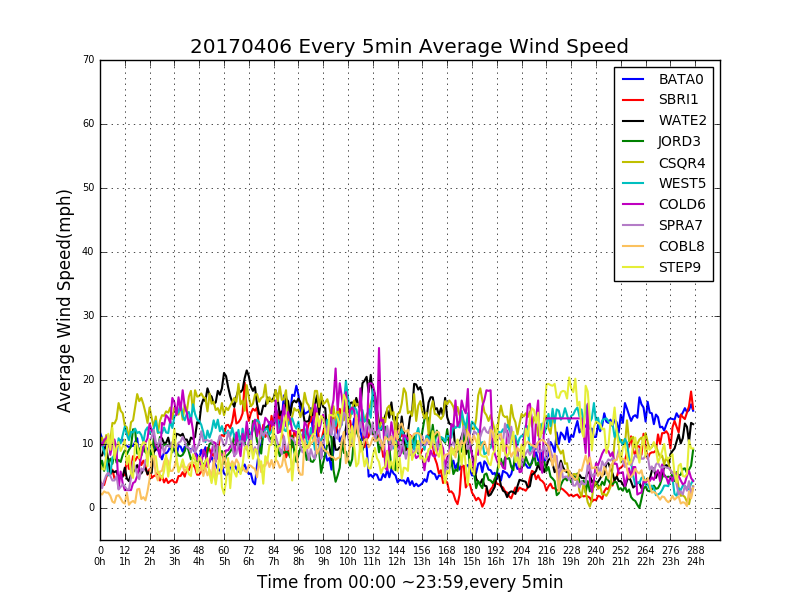 20170406 Every 5min Average Wind Speed
70
60
50
40
30
20
10
0
Average Wind Speed(mph)
BATA0
SBRI1
WATE2
JORD3
CSQR4
WEST5
COLD6
SPRA7
COBL8
STEP9
0 12 24 36 48 60 72 84 96 108 120 132 144 156 168 180 192 204 216 228 240 252 264 276 288
0h 1h 2h 3h 4h 5h 6h 7h 8h 9h 10h 11h 12h 13h 14h 15h 16h 17h 18h 19h 20h 21h 22h 23h 24h
Time from 00:00 ~23:59,every 5min